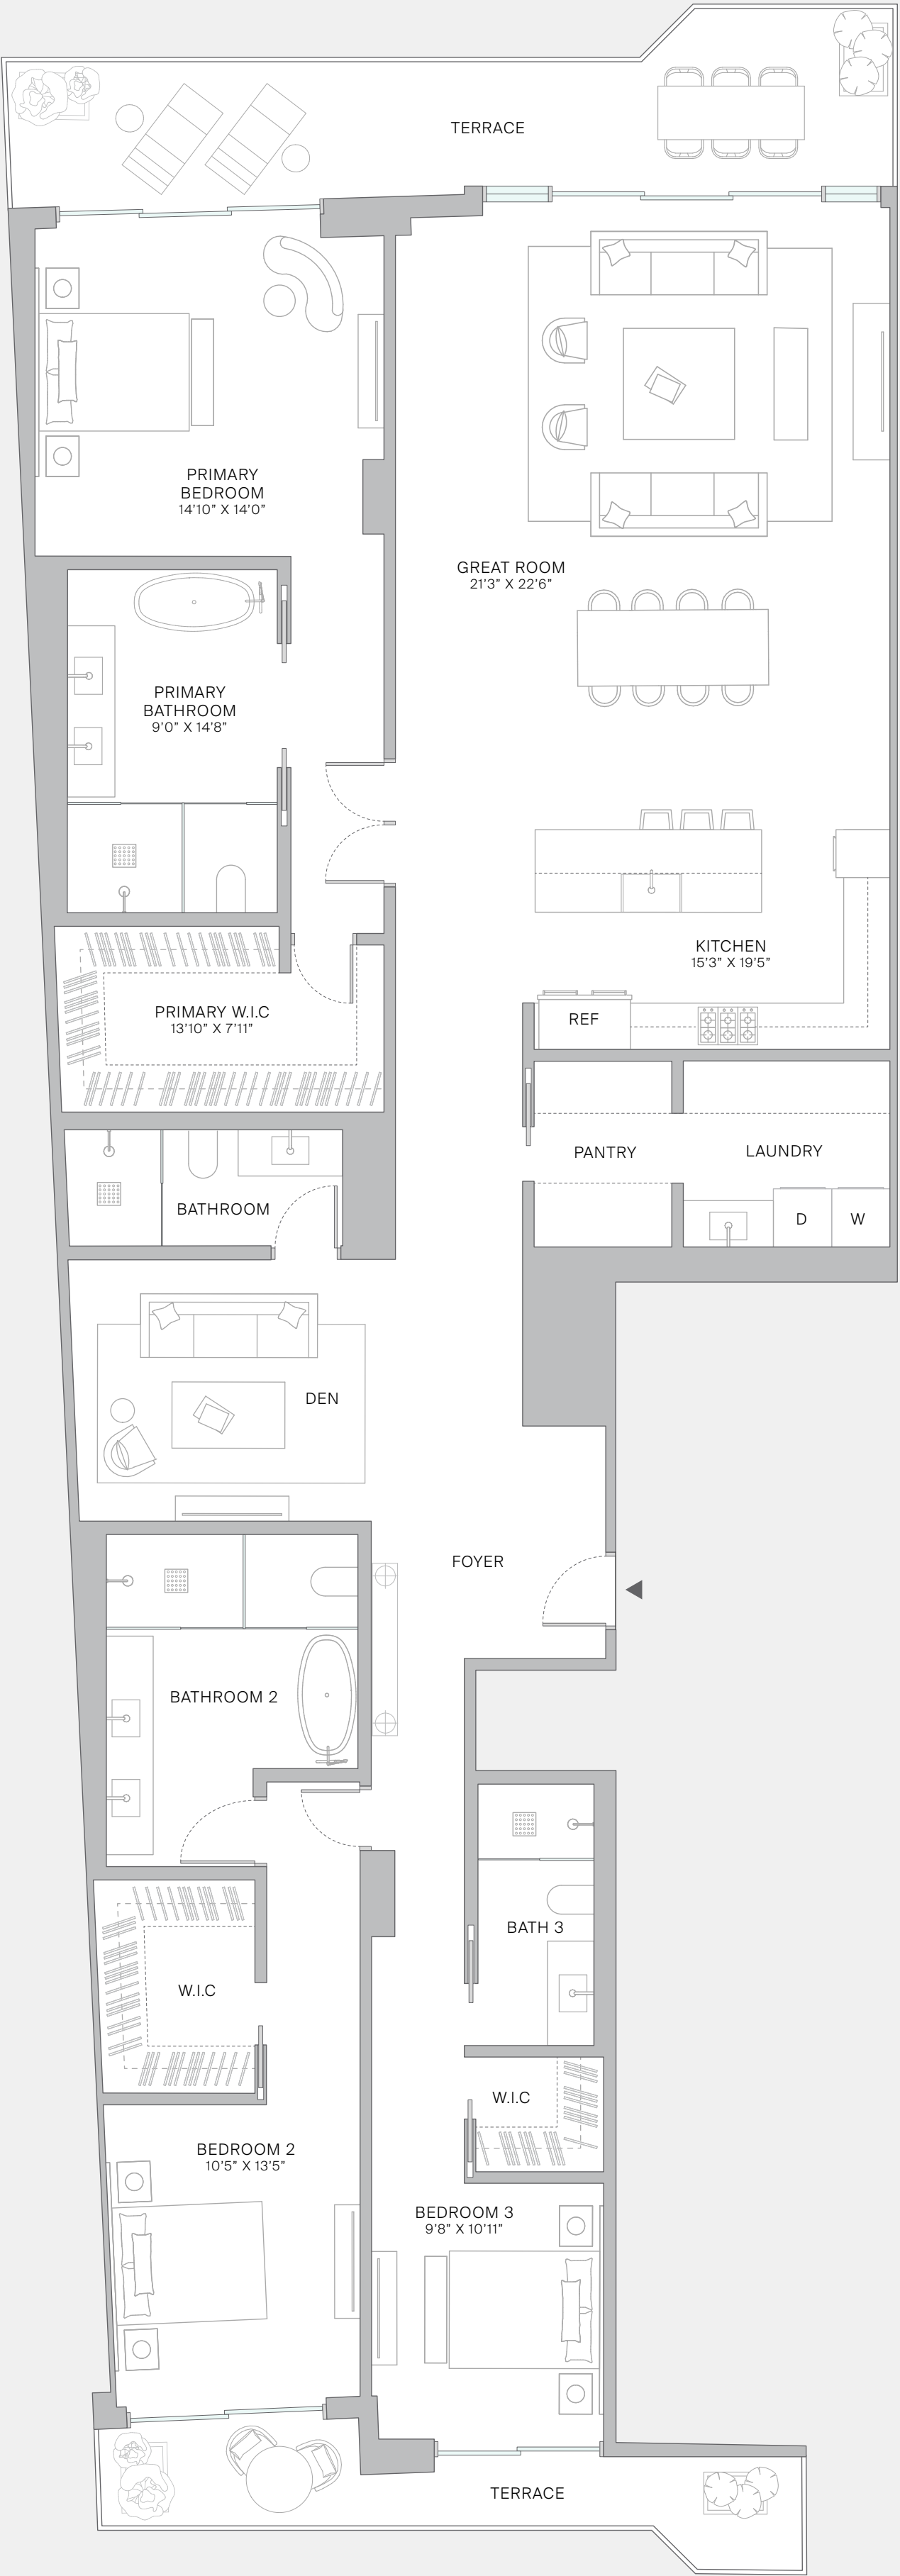 TERRACE
PRIMARY
BEDROOM
14'10" X 14'0"
GREAT ROOM
21'3" X 22'6"
PRIMARY
BATHROOM
9'0" X 14'8"
KITCHEN
15'3" X 19'5"
PRIMARY W.I.C
13'10" X 7'11"
REF
PANTRY
LAUNDRY
BATHROOM
D
W
DEN
FOYER
BATHROOM 2
BATH 3
W.I.C
W.I.C
BEDROOM 2
10'5" X 13'5"
BEDROOM 3
9'8" X 10'11"
TERRACE